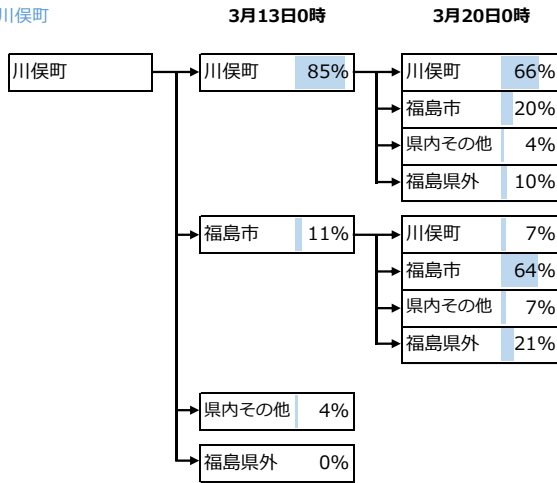 川俣町
3月13日0時 3月20日0時
川俣町 川俣町 85% 川俣町 66%
福島市 20%
県内その他 4%
福島県外 10%
福島市 11% 川俣町 7%
福島市 64%
県内その他 7%
福島県外 21%
県内その他 4%
福島県外 0%